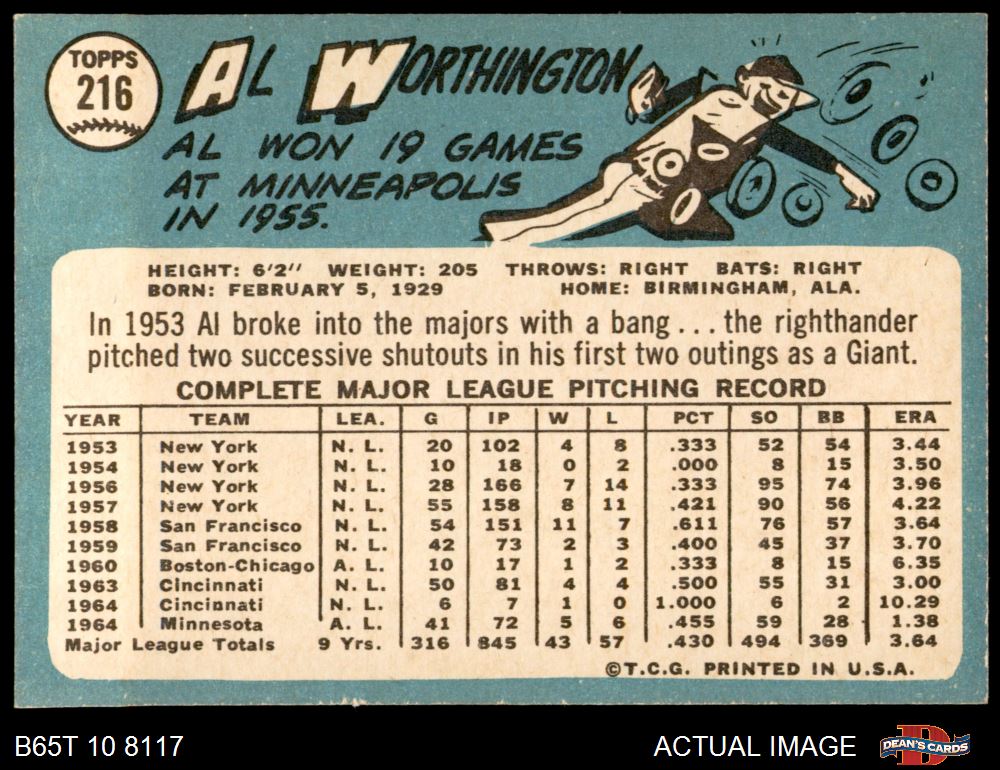 TOPPS
216
AL WORTHINGTON
AL WON 19 GAMES
AT MINNEAPOLIS
IN 1955.
HEIGHT: 6'2" WEIGHT: 205 THROWS: RIGHT BATS: RIGHT
BORN: FEBRUARY 5, 1929 HOME: BIRMINGHAM, ALA.
In 1953 Al broke into the majors with a bang . . . the righthander
pitched two successive shutouts in his first two outings as a Giant.
COMPLETE MAJOR LEAGUE PITCHING RECORD
YEAR TEAM LEA. G IP W L PCT SO BB ERA
1953 New York N. L. 20 102 4 8 .333 52 54 3.44
1954 New York N. L. 10 18 0 2 .000 8 15 3.50
1956 New York N. L. 28 166 7 14 .333 95 74 3.96
1957 New York N. L. 55 158 8 11 .421 90 56 4.22
1958 San Francisco N. L. 54 151 11 7 .611 76 57 3.64
1959 San Francisco N. L. 42 73 2 3 .400 45 37 3.70
1960 Boston-Chicago A. L. 10 17 1 2 .333 8 15 6.35
1963 Cincinnati N. L. 50 81 4 4 .500 55 31 3.00
1964 Cincinnati N. L. 6 7 1 0 1.000 6 2 10.29
1964 Minnesota A. L. 41 72 5 6 .455 59 28 1.38
Major League Totals 9 Yrs. 316 845 43 57 .430 494 369 3.64
©T.C.G. PRINTED IN U.S.A.
B65T 10 8117 ACTUAL IMAGE D DEAN'S CARDS